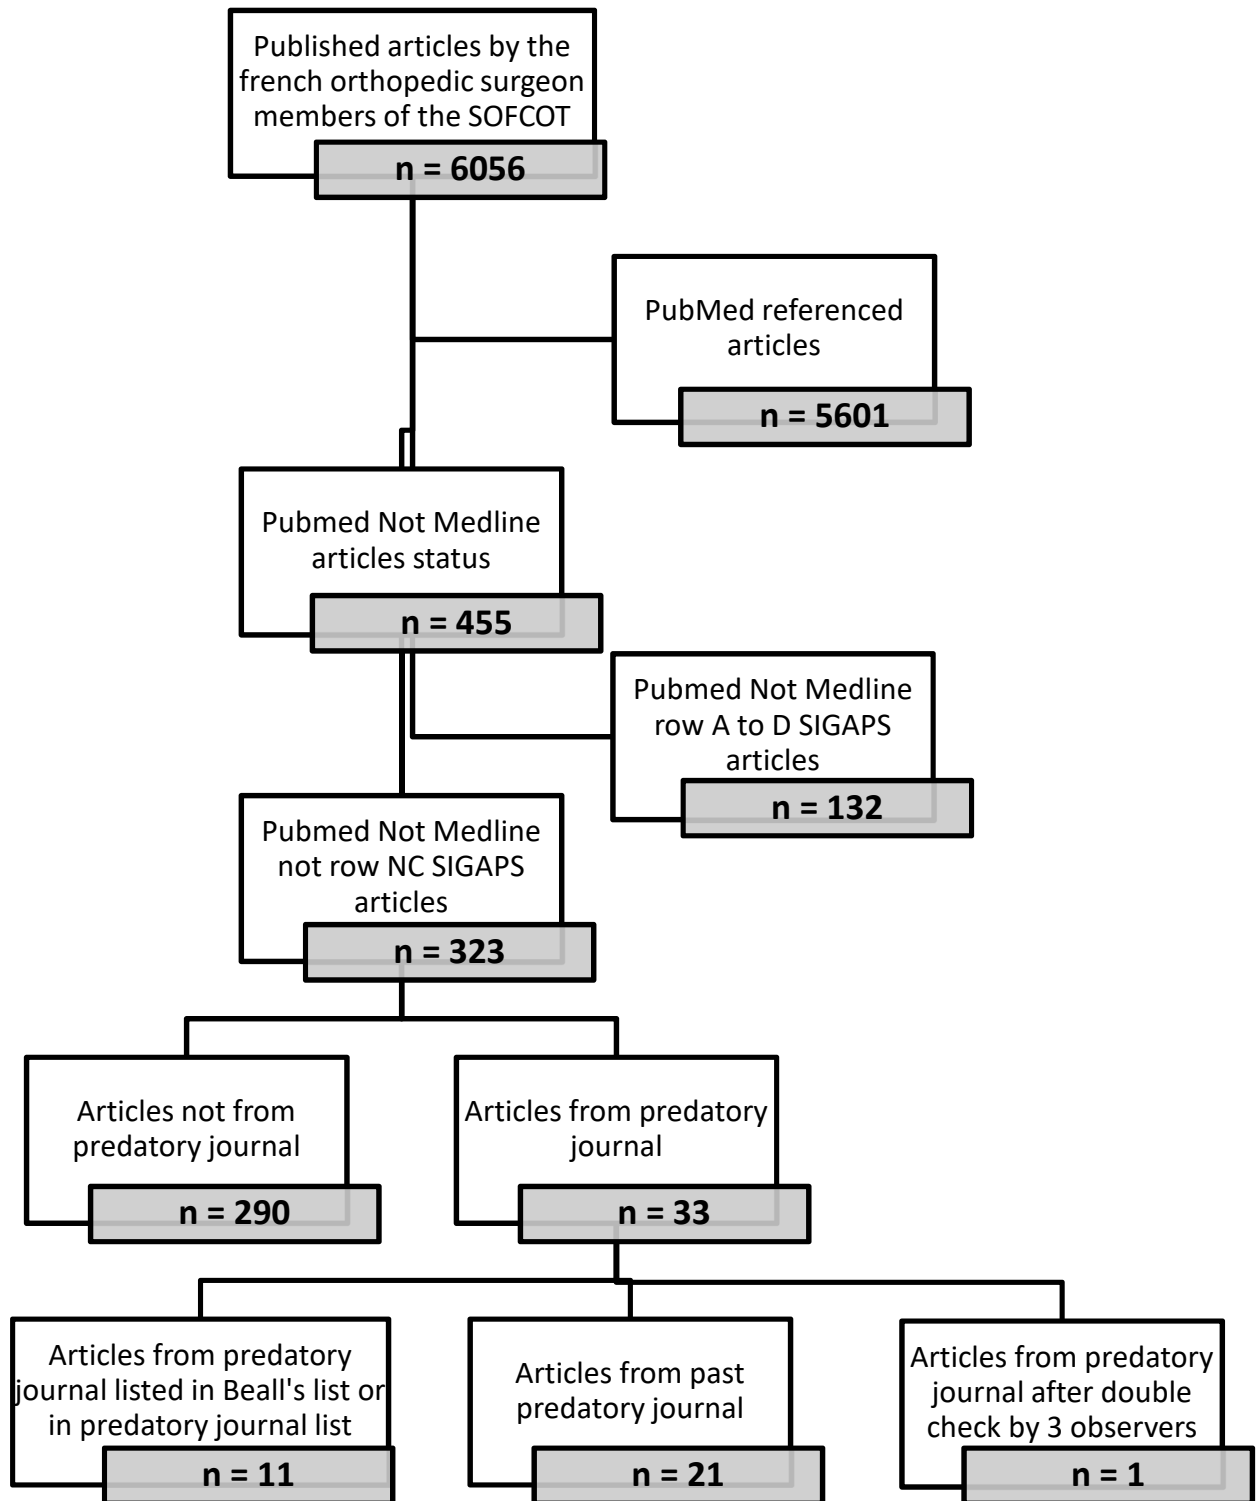 Published articles by the
french orthopedic surgeon
members of the SOFCOT
n = 6056
PubMed referenced
articles
n = 5601
Pubmed Not Medline
articles status
n = 455
Pubmed Not Medline
row A to D SIGAPS
articles
n = 132
Pubmed Not Medline
not row NC SIGAPS
articles
n = 323
Articles not from
predatory journal
n = 290
Articles from predatory
journal
n = 33
Articles from predatory
journal listed in Beall's list or
in predatory journal list
n = 11
Articles from past
predatory journal
n = 21
Articles from predatory
journal after double
check by 3 observers
n = 1